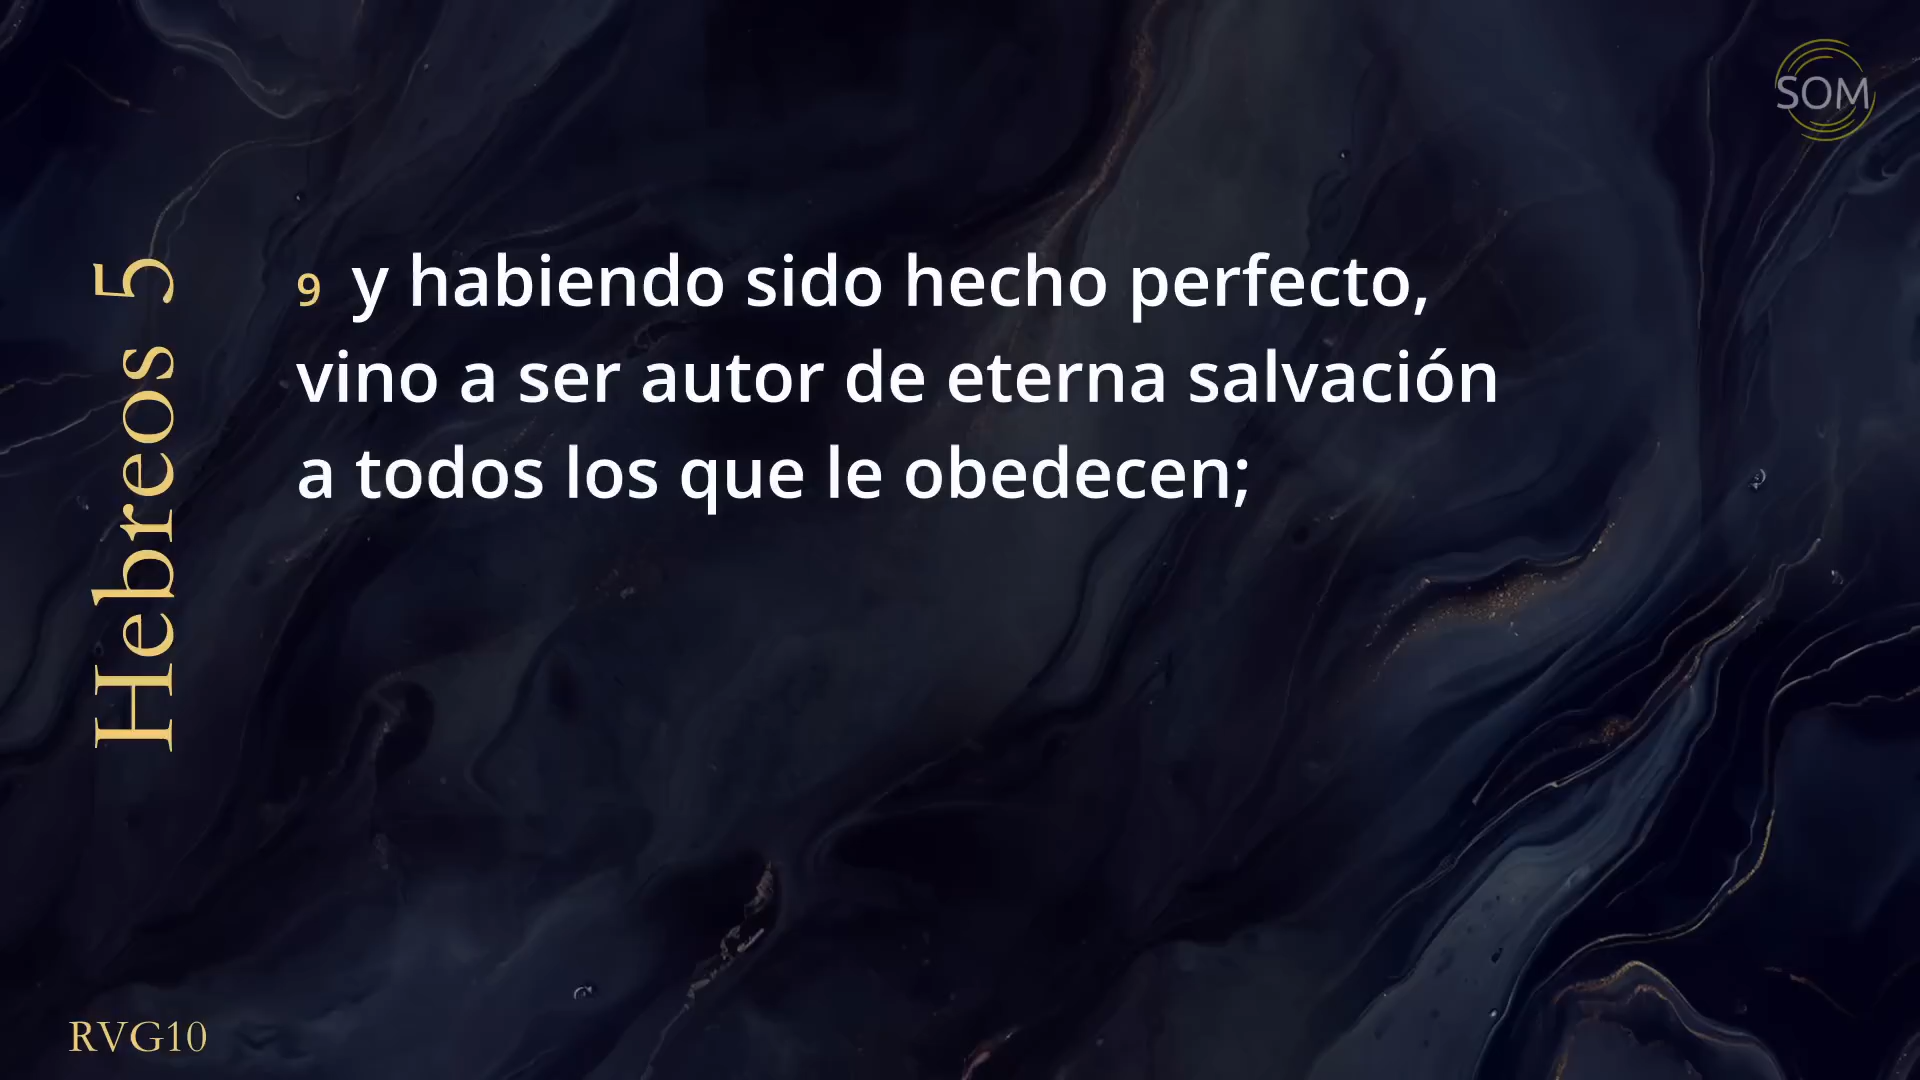 SOM
Hebreos 5
9 y habiendo sido hecho perfecto,
vino a ser autor de eterna salvación
a todos los que le obedecen;
RVG10